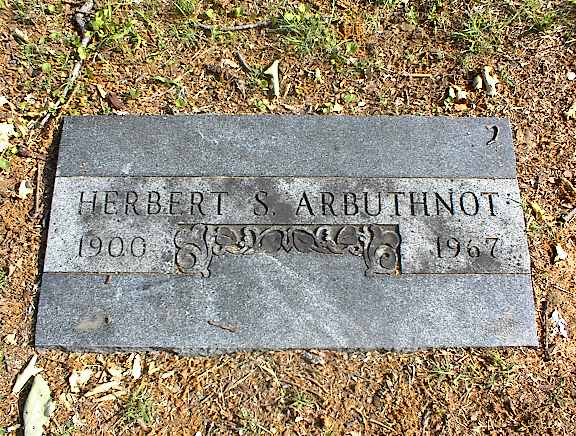 HERBERT S. ARBUTHNOT
1900 1967